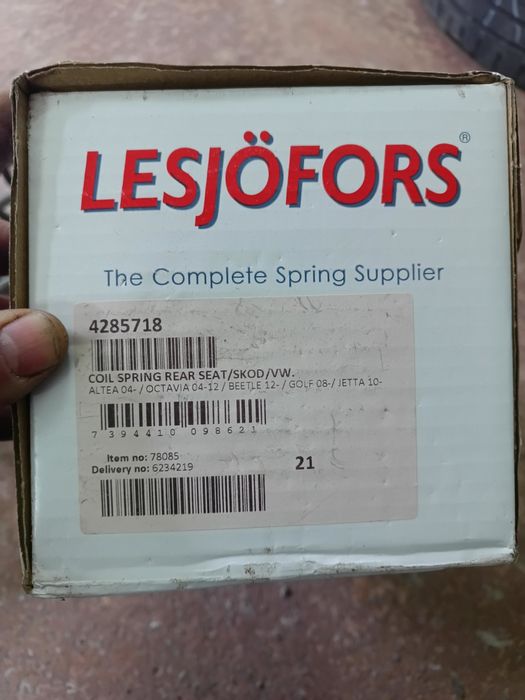 LESJÖFORS®
The Complete Spring Supplier
4285718
COIL SPRING REAR SEAT/SKOD/VW.
ALTEA 04- / OCTAVIA 04-12 / BEETLE 12- / GOLF 08-/ JETTA 10-
7 394410 098621
Item no: 78085
Delivery no: 6234219
21